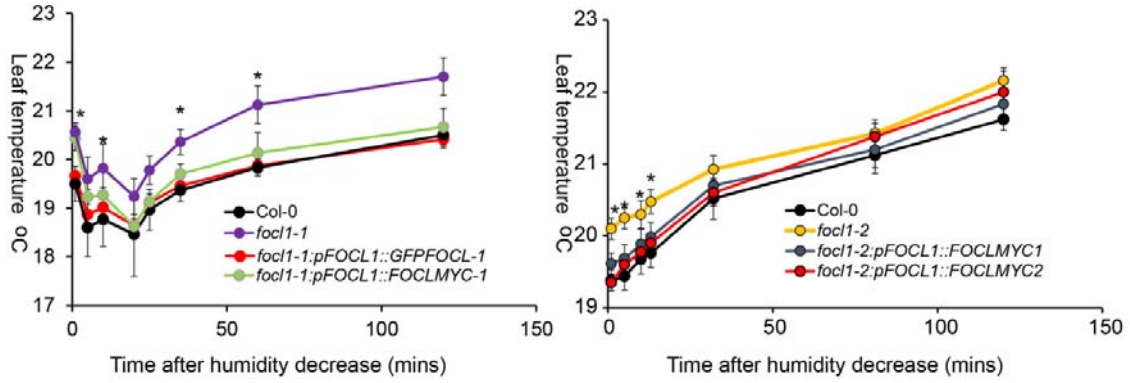 23
22
21
20
19
18
17
Leaf temperature ºC
*
*
*
*
Col-0
focl1-1
focl1-1:pFOCL1::GFPFOCL-1
focl1-1:pFOCL1::FOCLMYC-1
0
50
100
150
Time after humidity decrease (mins)
23
22
21
20
19
Leaf temperature ºC
*
*
*
*
Col-0
focl1-2
focl1-2:pFOCL1::FOCLMYC1
focl1-2:pFOCL1::FOCLMYC2
0
50
100
150
Time after humidity decrease (mins)